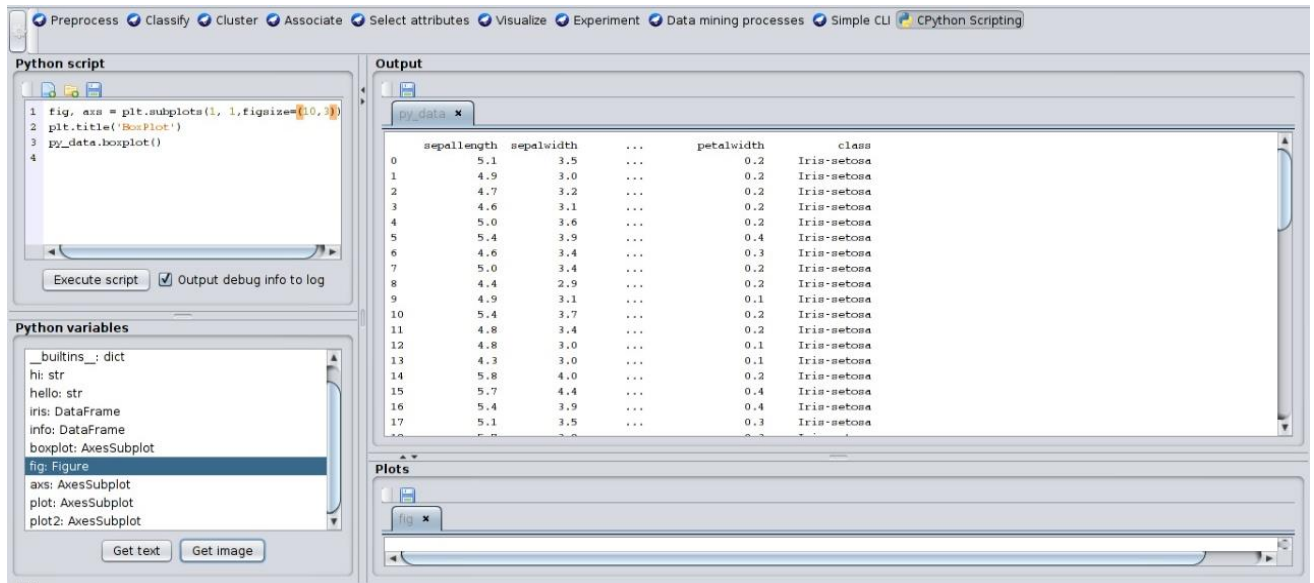 Preprocess Classify Cluster Associate Select attributes Visualize Experiment Data mining processes Simple CLI CPython Scripting
Python script
1 fig, axs = plt.subplots(1, 1,figsize=(10,3))
2 plt.title('BoxPlot')
3 py_data.boxplot()
4
Execute script Output debug info to log
Python variables
__builtins__: dict
hi: str
hello: str
iris: DataFrame
info: DataFrame
boxplot: AxesSubplot
fig: Figure
axs: AxesSubplot
plot: AxesSubplot
plot2: AxesSubplot
Get text Get image
Output
py_data
sepallength sepalwidth ... petalwidth class
0 5.1 3.5 ... 0.2 Iris-setosa
1 4.9 3.0 ... 0.2 Iris-setosa
2 4.7 3.2 ... 0.2 Iris-setosa
3 4.6 3.1 ... 0.2 Iris-setosa
4 5.0 3.6 ... 0.2 Iris-setosa
5 5.4 3.9 ... 0.4 Iris-setosa
6 4.6 3.4 ... 0.3 Iris-setosa
7 5.0 3.4 ... 0.2 Iris-setosa
8 4.4 2.9 ... 0.2 Iris-setosa
9 4.9 3.1 ... 0.1 Iris-setosa
10 5.4 3.7 ... 0.2 Iris-setosa
11 4.8 3.4 ... 0.2 Iris-setosa
12 4.8 3.0 ... 0.1 Iris-setosa
13 4.3 3.0 ... 0.1 Iris-setosa
14 5.8 4.0 ... 0.2 Iris-setosa
15 5.7 4.4 ... 0.4 Iris-setosa
16 5.4 3.9 ... 0.4 Iris-setosa
17 5.1 3.5 ... 0.3 Iris-setosa
Plots
fig